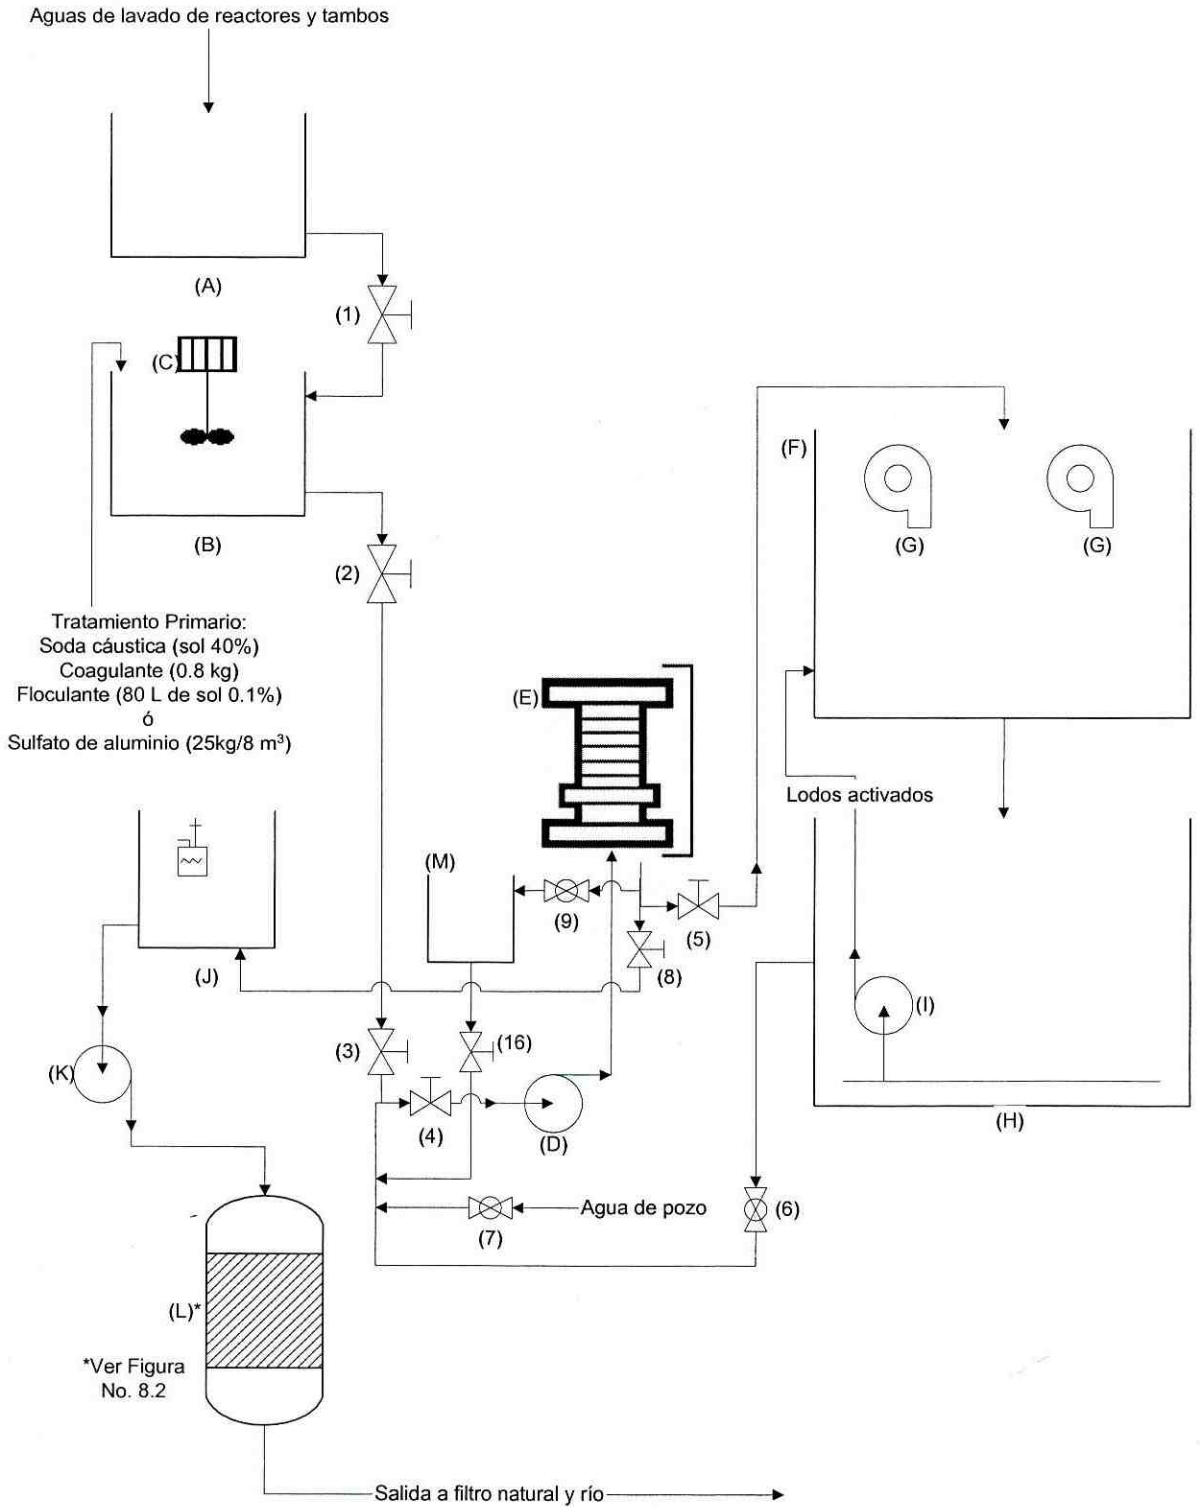 Aguas de lavado de reactores y tambos
(A)
(1)
(C)
(B)
(2)
(F)
(G)
(G)
Tratamiento Primario:
Soda cáustica (sol 40%)
Coagulante (0.8 kg)
Floculante (80 L de sol 0.1%)
ó
Sulfato de aluminio (25kg/8 m³)
(E)
Lodos activados
(M)
(9)
(5)
(8)
(J)
(I)
(3)
(16)
(K)
(4)
(D)
(H)
Agua de pozo
(7)
(6)
(L)*
*Ver Figura
No. 8.2
Salida a filtro natural y río